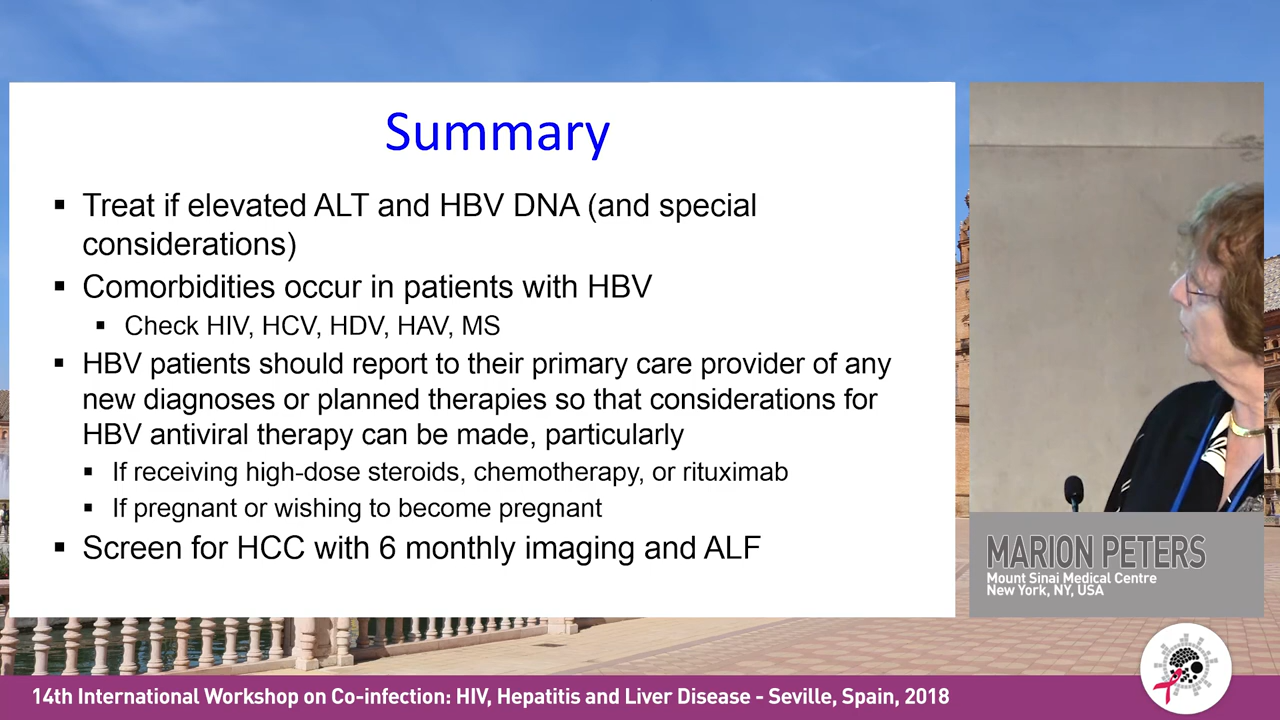 Summary
▪ Treat if elevated ALT and HBV DNA (and special
considerations)
▪ Comorbidities occur in patients with HBV
▪ Check HIV, HCV, HDV, HAV, MS
▪ HBV patients should report to their primary care provider of any
new diagnoses or planned therapies so that considerations for
HBV antiviral therapy can be made, particularly
▪ If receiving high-dose steroids, chemotherapy, or rituximab
▪ If pregnant or wishing to become pregnant
▪ Screen for HCC with 6 monthly imaging and ALF
MARION PETERS
Mount Sinai Medical Centre
New York, NY, USA
14th International Workshop on Co-infection: HIV, Hepatitis and Liver Disease - Seville, Spain, 2018